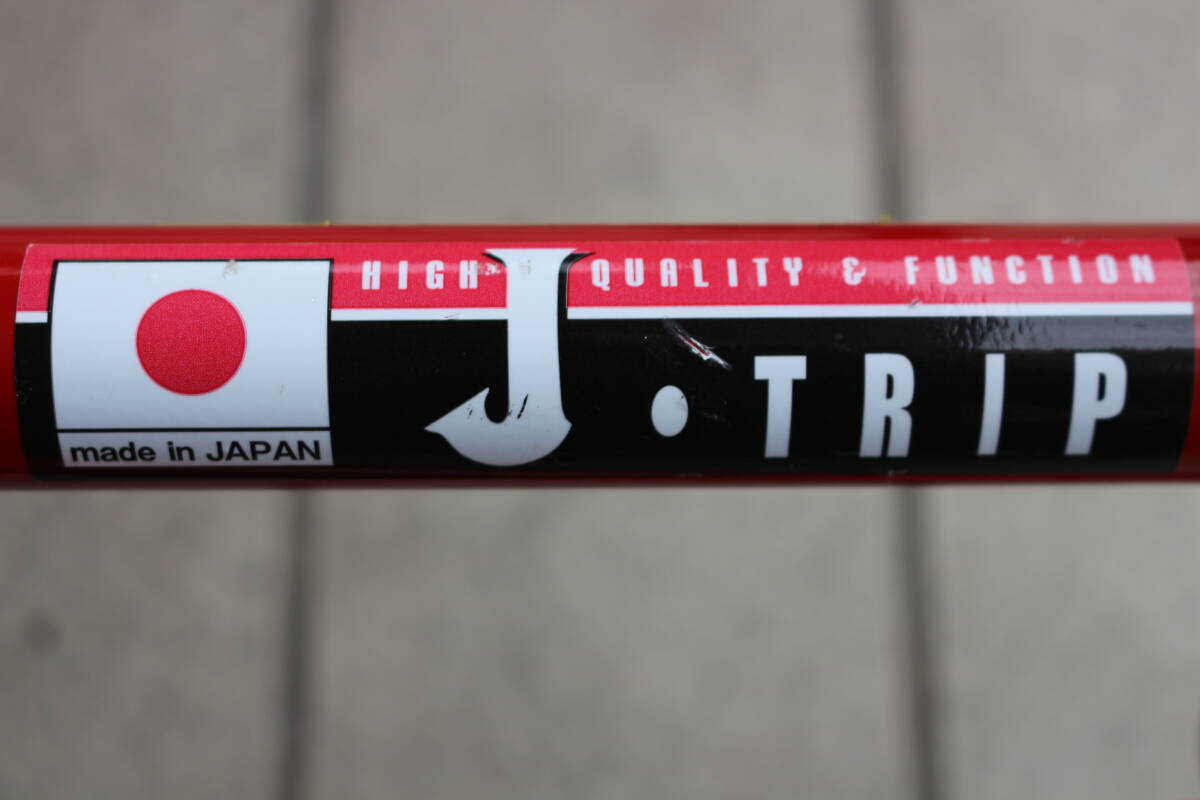 HIGH QUALITY & FUNCTION
J·TRIP
made in JAPAN